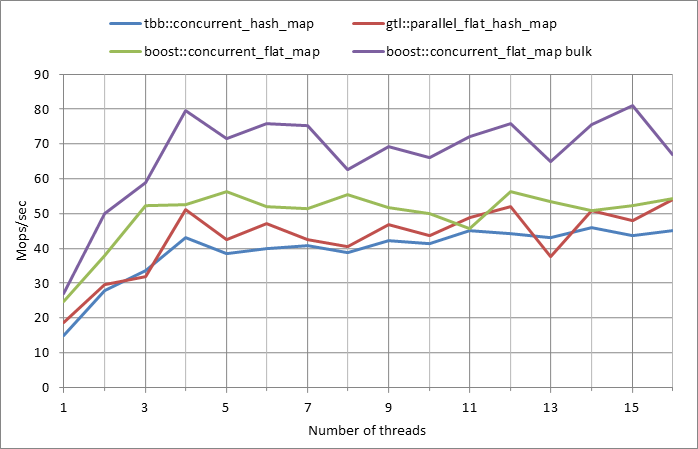 tbb::concurrent_hash_map gtl::parallel_flat_hash_map
boost::concurrent_flat_map boost::concurrent_flat_map bulk
90
80
70
60
50
40
30
20
10
0
Mops/sec
1 3 5 7 9 11 13 15
Number of threads